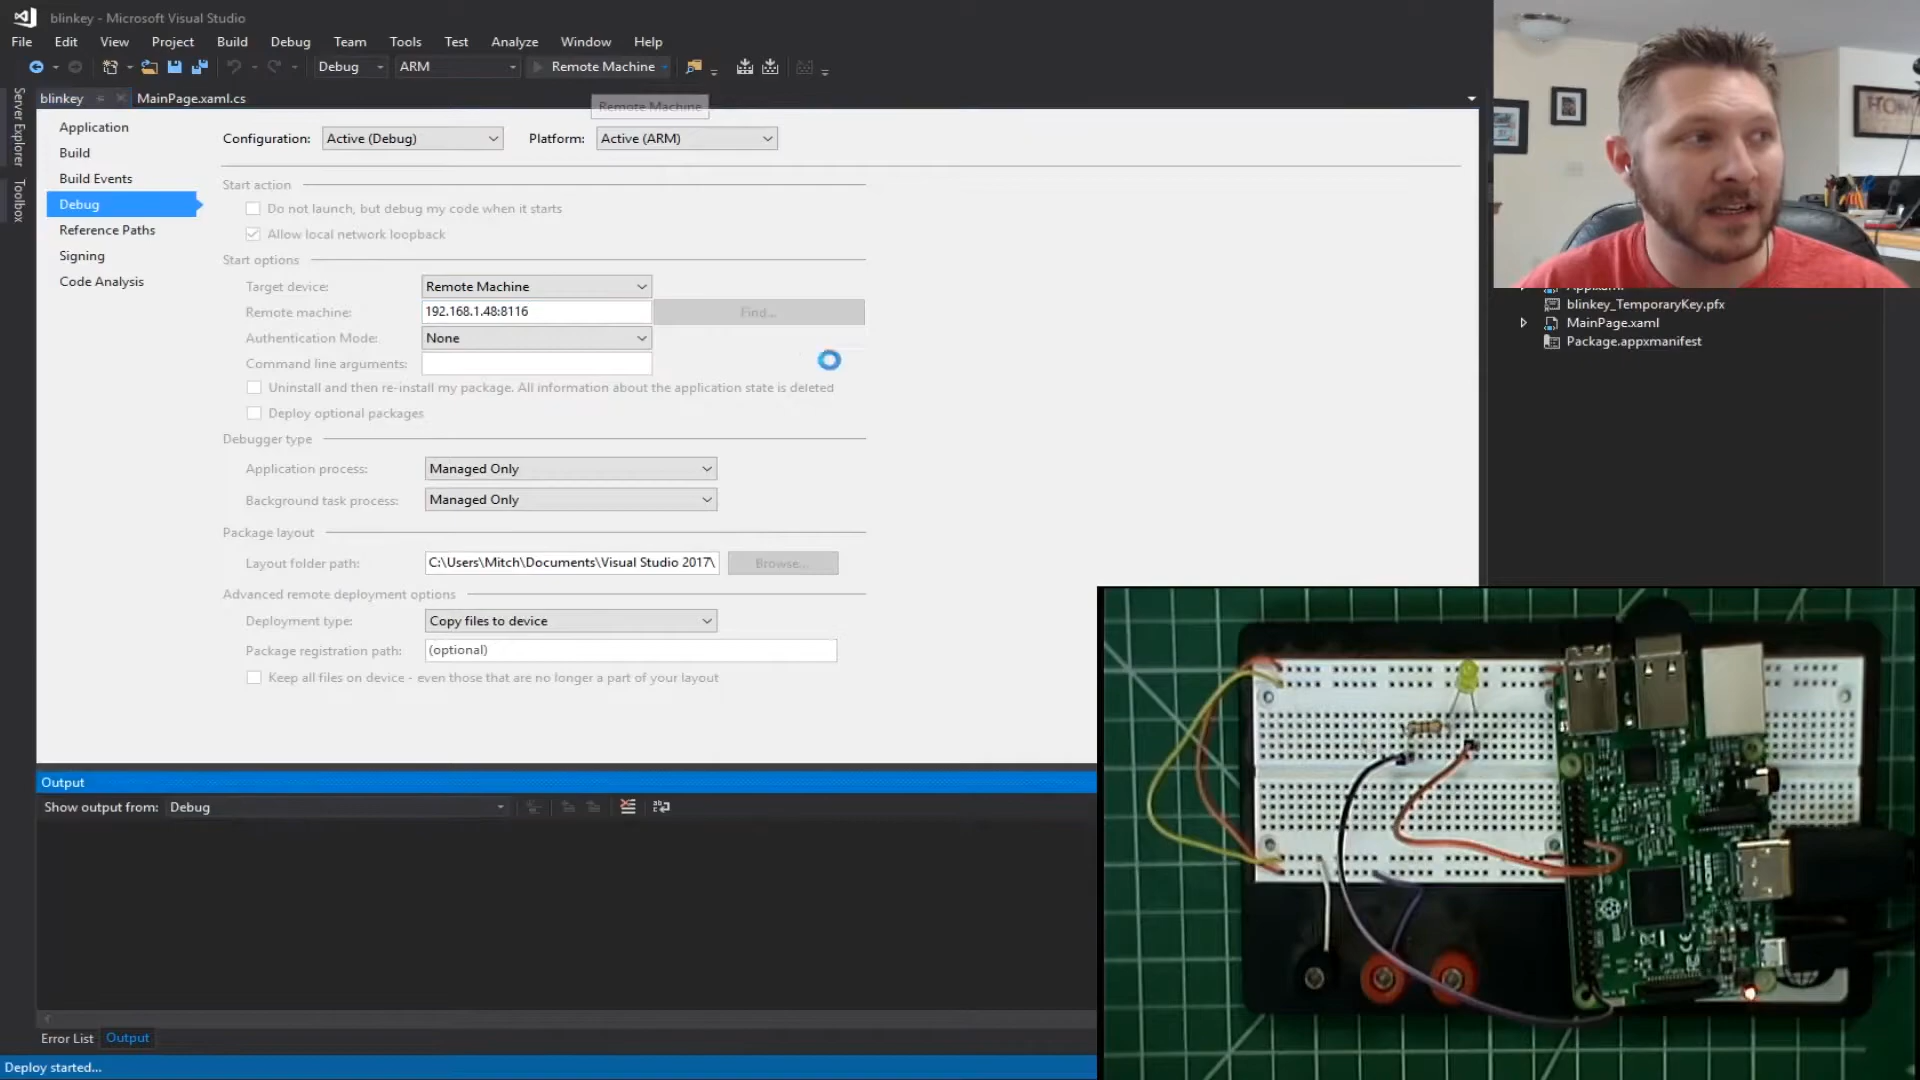 blinkey - Microsoft Visual Studio
File Edit View Project Build Debug Team Tools Test Analyze Window Help
Debug ARM Remote Machine
Server Explorer
Toolbox
blinkey MainPage.xaml.cs
Remote Machine
Application
Build
Build Events
Debug
Reference Paths
Signing
Code Analysis
Configuration: Active (Debug) Platform: Active (ARM)
Start action
Do not launch, but debug my code when it starts
Allow local network loopback
Start options
Target device: Remote Machine
Remote machine: 192.168.1.48:8116 Find...
Authentication Mode: None
Command line arguments:
Uninstall and then re-install my package. All information about the application state is deleted
Deploy optional packages
Debugger type
Application process: Managed Only
Background task process: Managed Only
Package layout
Layout folder path: C:\Users\Mitch\Documents\Visual Studio 2017\ Browse...
Advanced remote deployment options
Deployment type: Copy files to device
Package registration path: (optional)
Keep all files on device - even those that are no longer a part of your layout
Output
Show output from: Debug
Error List Output
Deploy started...
HOM
App.xaml
blinkey_TemporaryKey.pfx
MainPage.xaml
Package.appxmanifest